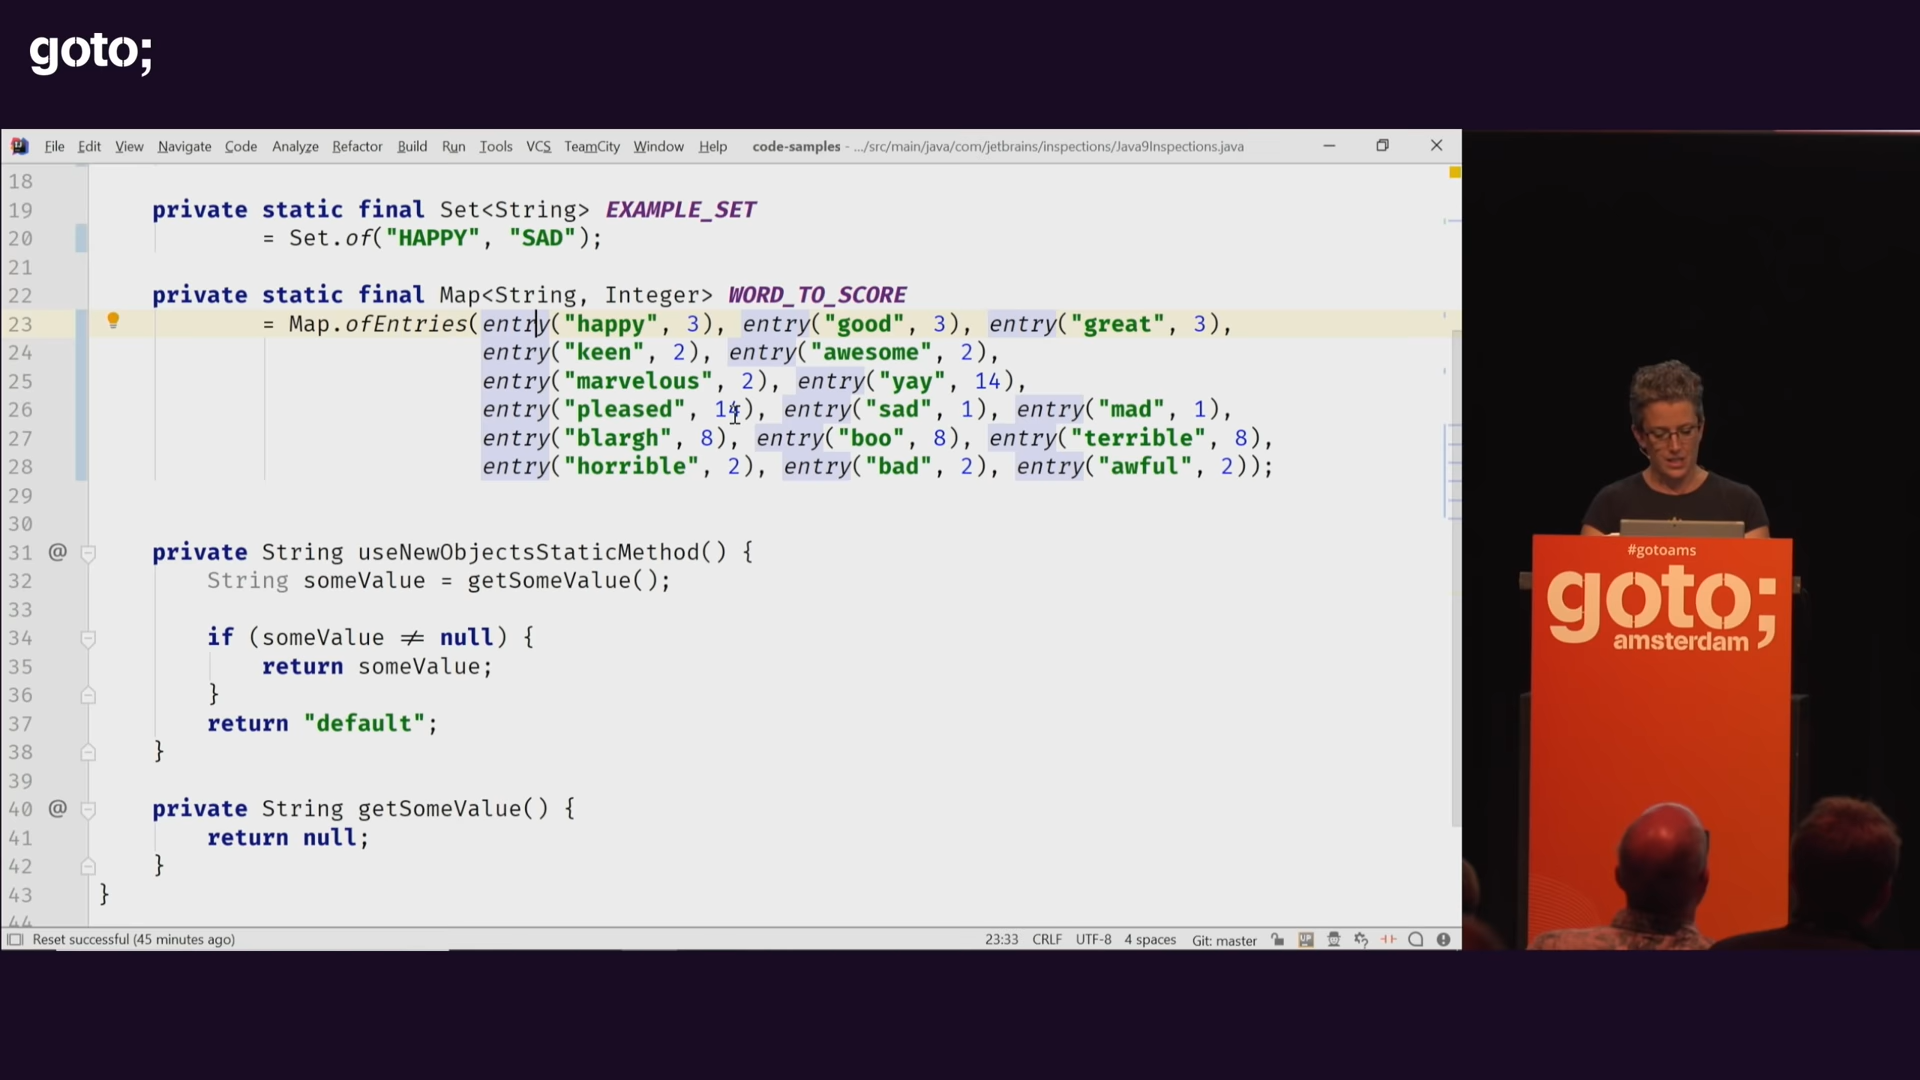 goto;
File Edit View Navigate Code Analyze Refactor Build Run Tools VCS TeamCity Window Help code-samples - .../src/main/java/com/jetbrains/inspections/Java9Inspections.java
18
19 private static final Set<String> EXAMPLE_SET
20 = Set.of("HAPPY", "SAD");
21
22 private static final Map<String, Integer> WORD_TO_SCORE
23 = Map.ofEntries(entry("happy", 3), entry("good", 3), entry("great", 3),
24 entry("keen", 2), entry("awesome", 2),
25 entry("marvelous", 2), entry("yay", 14),
26 entry("pleased", 14), entry("sad", 1), entry("mad", 1),
27 entry("blargh", 8), entry("boo", 8), entry("terrible", 8),
28 entry("horrible", 2), entry("bad", 2), entry("awful", 2));
29
30
31 @ private String useNewObjectsStaticMethod() {
32 String someValue = getSomeValue();
33
34 if (someValue ≠ null) {
35 return someValue;
36 }
37 return "default";
38 }
39
40 @ private String getSomeValue() {
41 return null;
42 }
43 }
44
Reset successful (45 minutes ago) 23:33 CRLF UTF-8 4 spaces Git: master
#gotoams
goto;
amsterdam